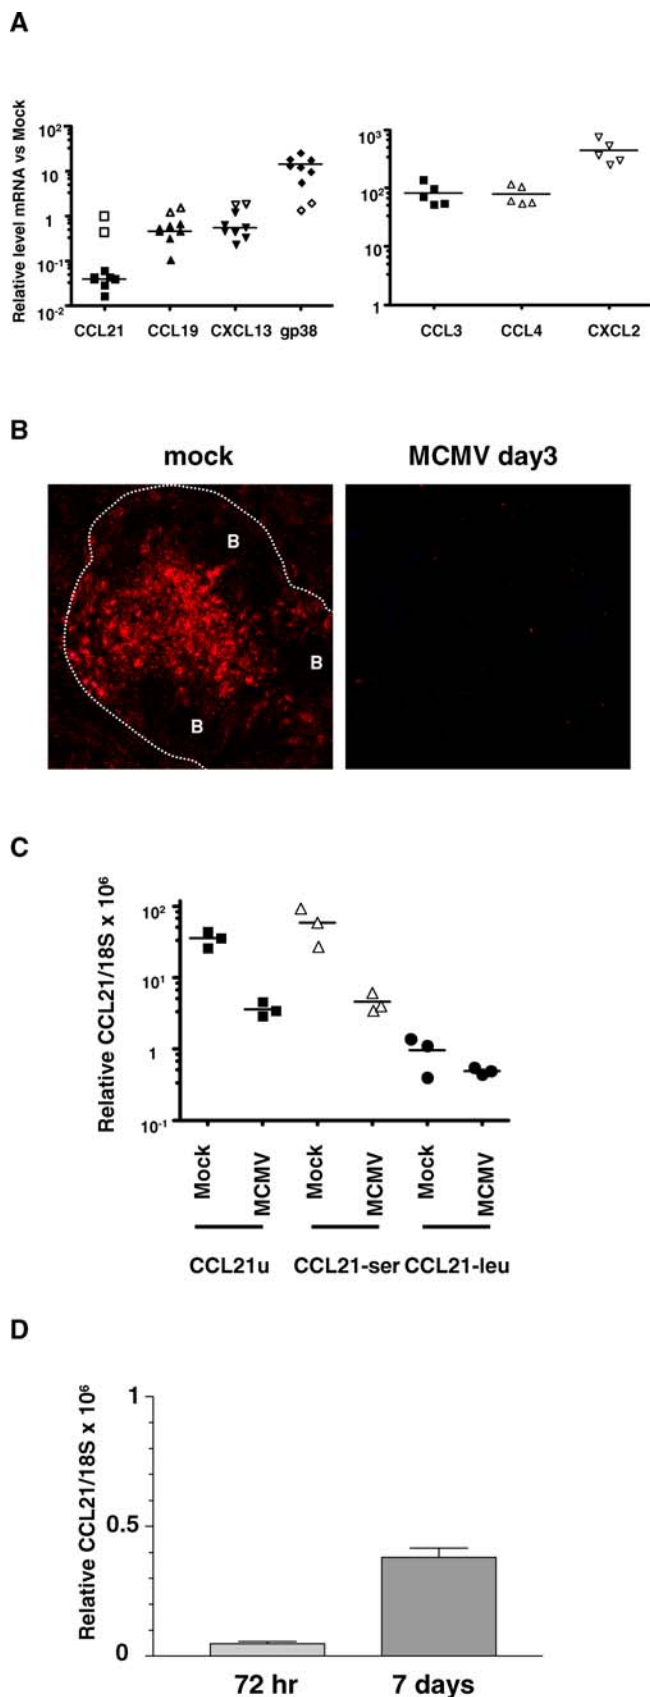 A
Relative level mRNA vs Mock
10²
10
1
10⁻¹
10⁻²
CCL21 CCL19 CXCL13 gp38
10³
10²
10
1
CCL3 CCL4 CXCL2
B
mock MCMV day3
B
B
B
C
Relative CCL21/18S x 10⁶
10²
10¹
1
10⁻¹
Mock MCMV Mock MCMV Mock MCMV
CCL21u CCL21-ser CCL21-leu
D
Relative CCL21/18S x 10⁶
1
0.5
0
72 hr 7 days